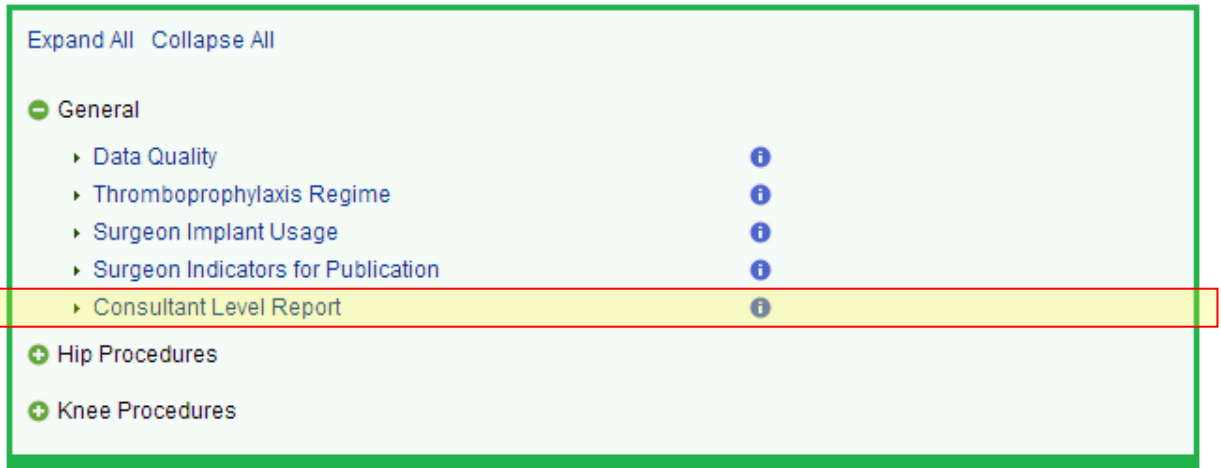 Expand All Collapse All
General
Data Quality
Thromboprophylaxis Regime
Surgeon Implant Usage
Surgeon Indicators for Publication
Consultant Level Report
Hip Procedures
Knee Procedures